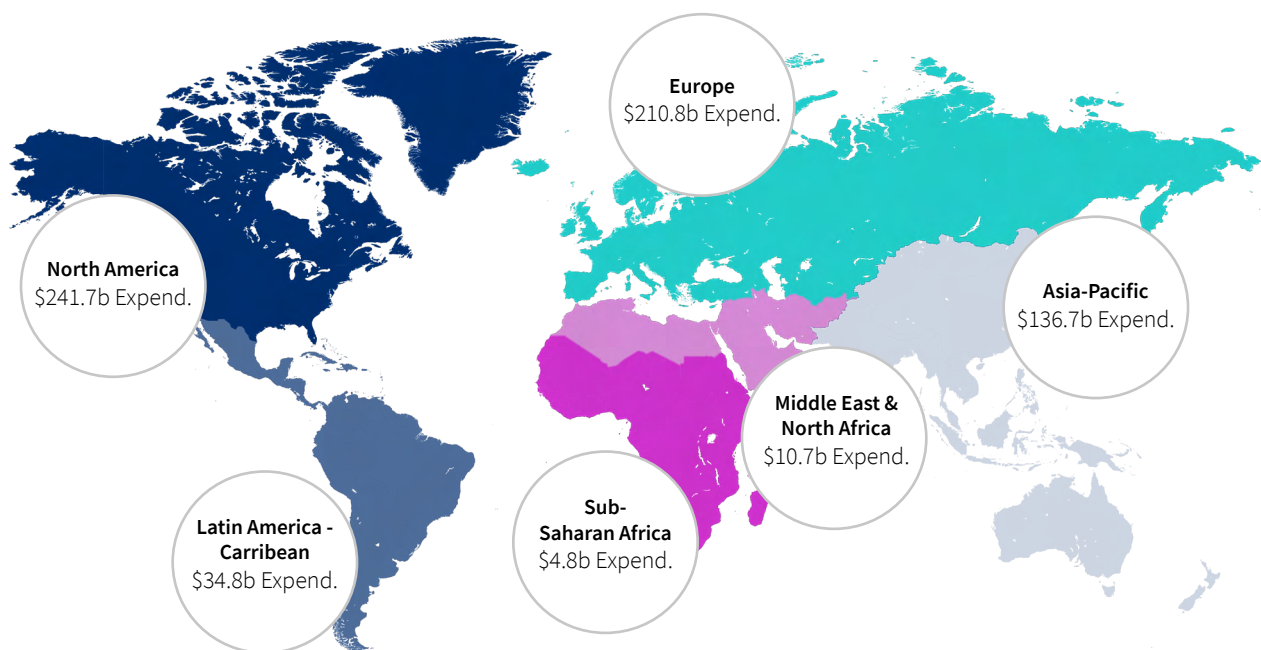 Europe
$210.8b Expend.
North America
$241.7b Expend.
Asia-Pacific
$136.7b Expend.
Middle East &
North Africa
$10.7b Expend.
Sub-
Saharan Africa
$4.8b Expend.
Latin America -
Carribean
$34.8b Expend.